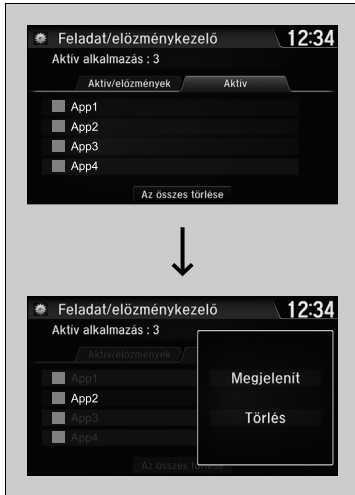 Feladat/előzménykezelő 12:34
Aktív alkalmazás : 3
Aktív/előzmények Aktív
App1
App2
App3
App4
Az összes törlése
Feladat/előzménykezelő 12:34
Aktív alkalmazás : 3
Aktív/előzmények
App1
Megjelenít
App2
App3
Törlés
App4
Az összes törlése